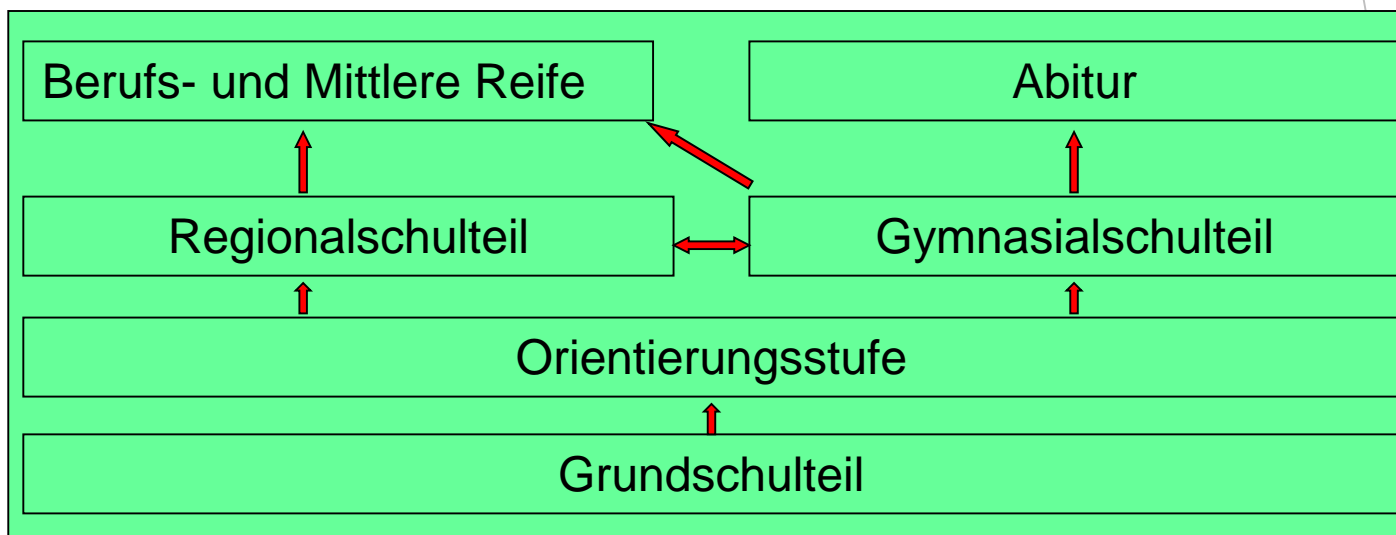 Berufs- und Mittlere Reife
Abitur
Regionalschulteil
Gymnasialschulteil
Orientierungsstufe
Grundschulteil